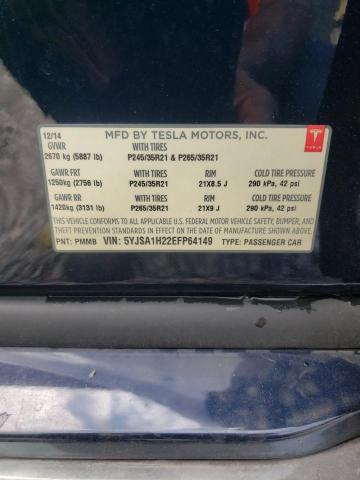 12/14 MFD BY TESLA MOTORS, INC.
GVWR WITH TIRES
2670 kg (5887 lb) P245/35R21 & P265/35R21
TESLA
GAWR FRT WITH TIRES RIM COLD TIRE PRESSURE
1250kg (2756 lb) P245/35R21 21X8.5 J 290 kPa, 42 psi
GAWR RR WITH TIRES RIM COLD TIRE PRESSURE
1420kg (3131 lb) P265/35R21 21X9 J 290 kPa, 42 psi
THIS VEHICLE CONFORMS TO ALL APPLICABLE U.S. FEDERAL MOTOR VEHICLE SAFETY, BUMPER,
AND THEFT PREVENTION STANDARDS IN EFFECT ON THE DATE OF MANUFACTURE SHOWN ABOVE.
PNT: PMMB VIN: 5YJSA1H22EFP64149 TYPE: PASSENGER CAR